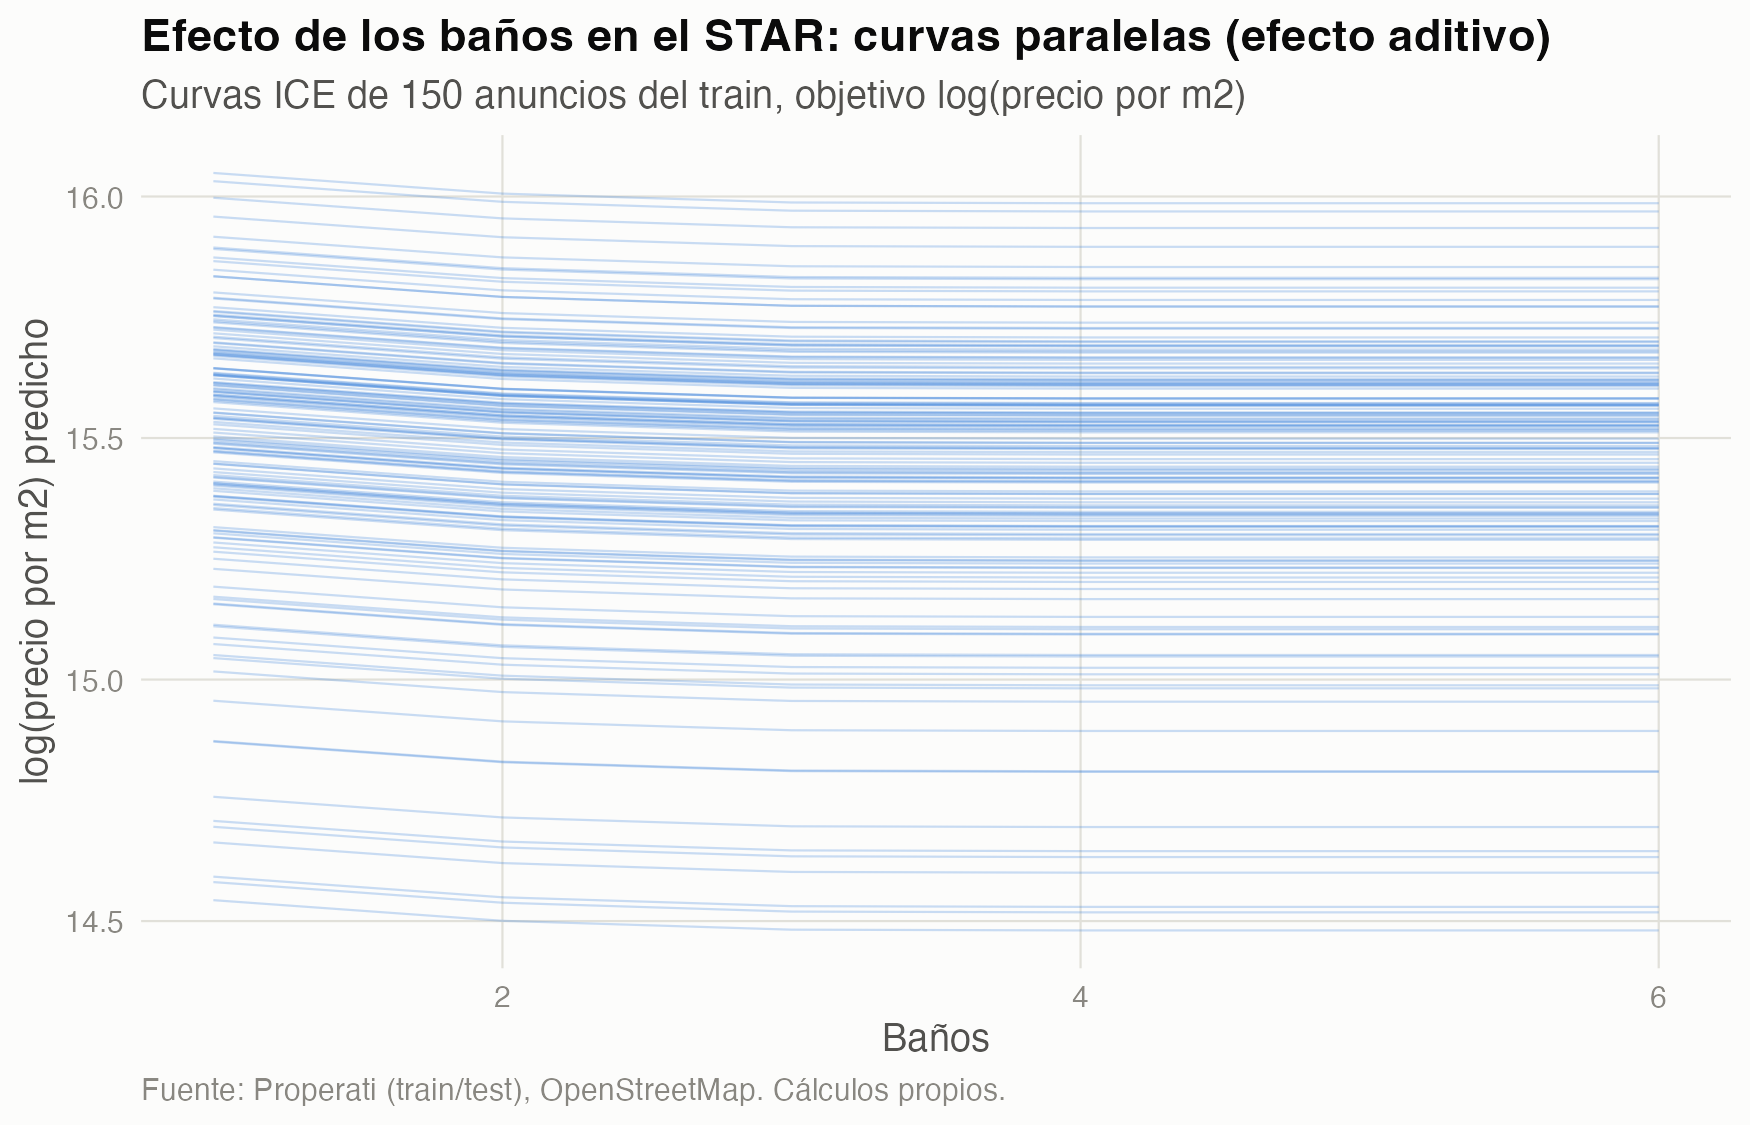 Efecto de los baños en el STAR: curvas paralelas (efecto aditivo)
Curvas ICE de 150 anuncios del train, objetivo log(precio por m2)
log(precio por m2) predicho
16.0
15.5
15.0
14.5
2
4
6
Baños
Fuente: Properati (train/test), OpenStreetMap. Cálculos propios.